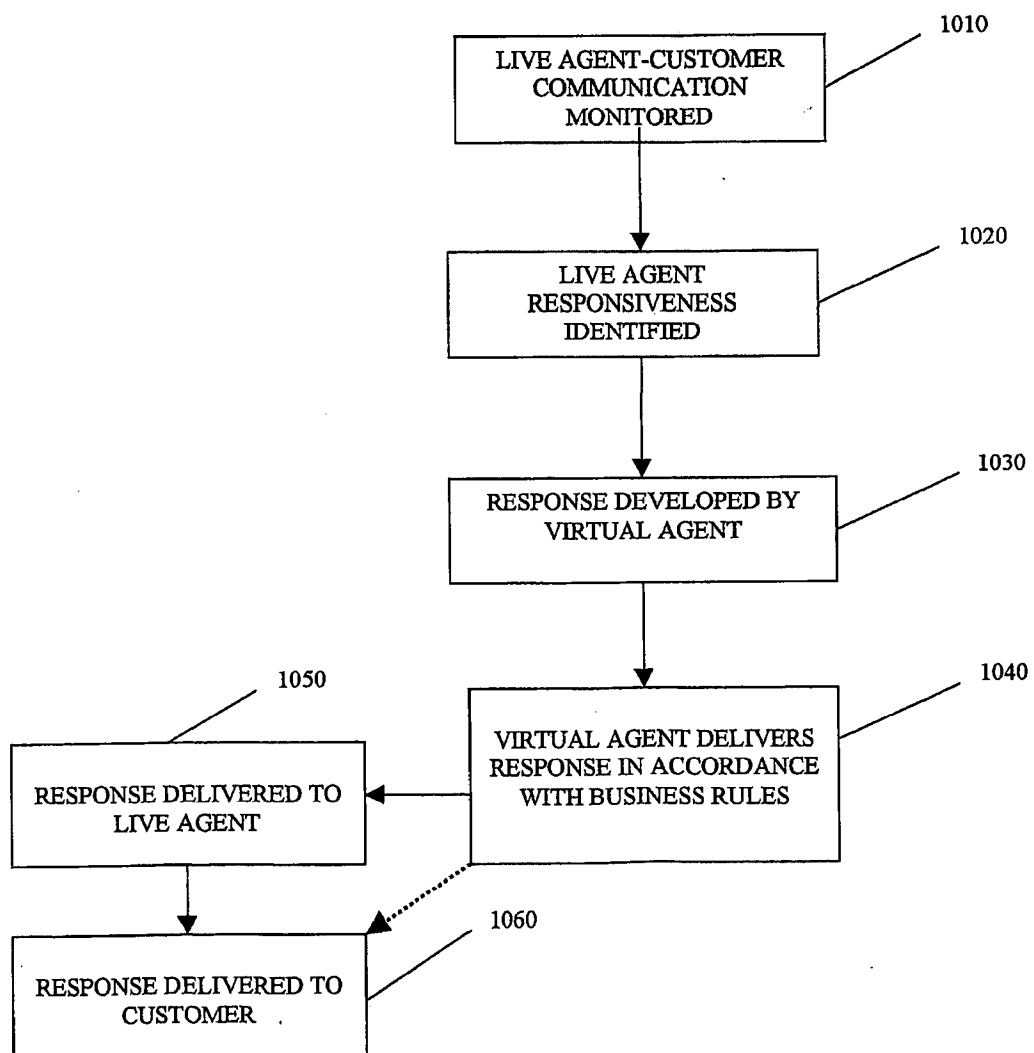 1010
LIVE AGENT-CUSTOMER
COMMUNICATION
MONITORED
1020
LIVE AGENT
RESPONSIVENESS
IDENTIFIED
1030
RESPONSE DEVELOPED BY
VIRTUAL AGENT
1040
VIRTUAL AGENT DELIVERS
RESPONSE IN ACCORDANCE
WITH BUSINESS RULES
1050
RESPONSE DELIVERED TO
LIVE AGENT
1060
RESPONSE DELIVERED TO
CUSTOMER